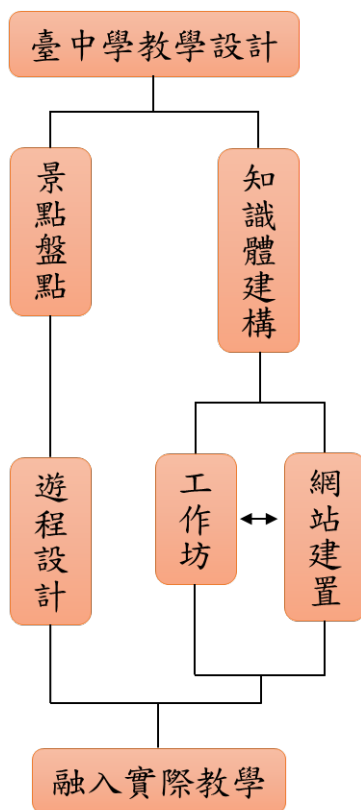 臺中學教學設計
景點盤點
知識體建構
遊程設計
工作坊
網站建置
融入實際教學